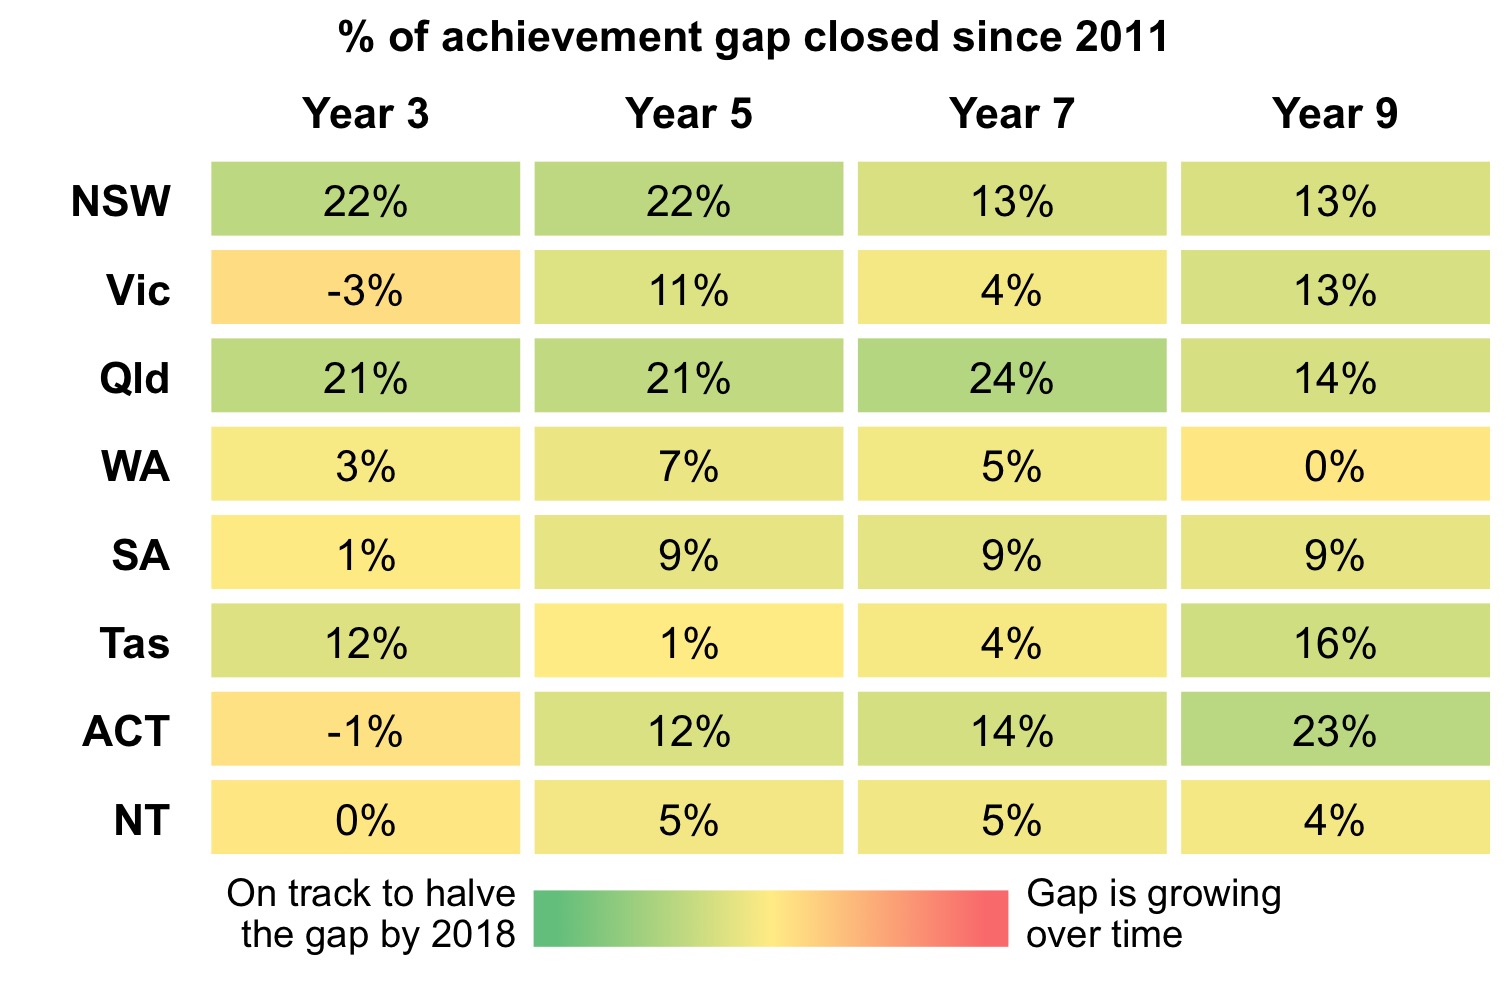 % of achievement gap closed since 2011
Year 3 Year 5 Year 7 Year 9
NSW 22% 22% 13% 13%
Vic -3% 11% 4% 13%
Qld 21% 21% 24% 14%
WA 3% 7% 5% 0%
SA 1% 9% 9% 9%
Tas 12% 1% 4% 16%
ACT -1% 12% 14% 23%
NT 0% 5% 5% 4%
On track to halve
the gap by 2018
Gap is growing
over time